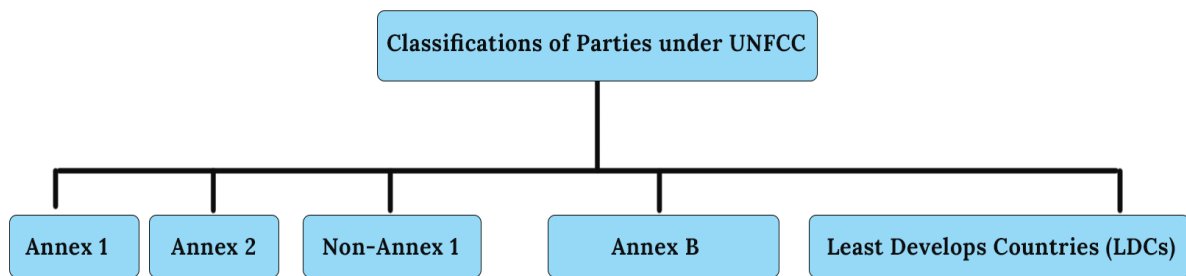 Classifications of Parties under UNFCC
Annex 1
Annex 2
Non-Annex 1
Annex B
Least Develops Countries (LDCs)